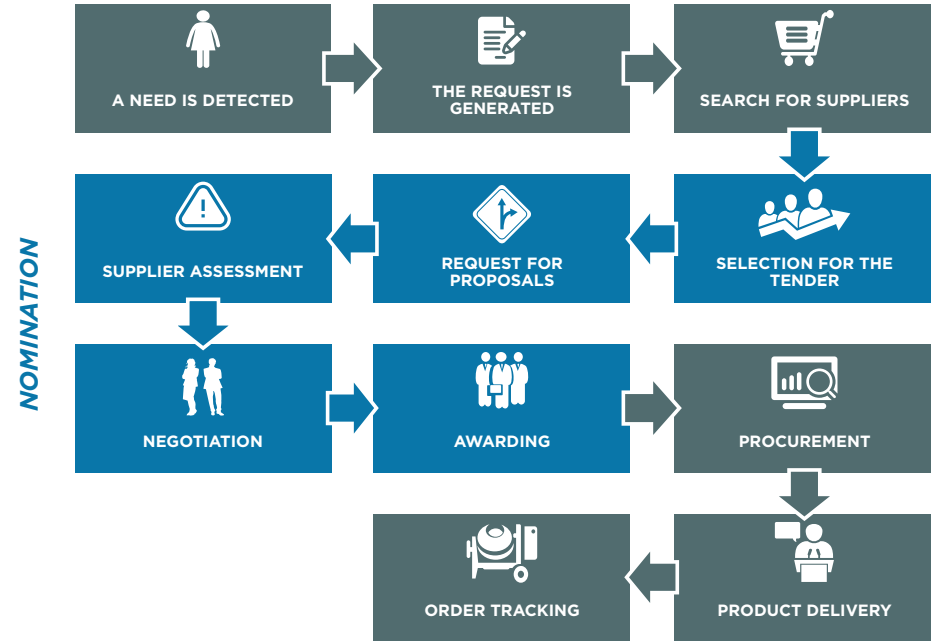 A NEED IS DETECTED
THE REQUEST IS
GENERATED
SEARCH FOR SUPPLIERS
NOMINATION
SELECTION FOR THE
TENDER
REQUEST FOR
PROPOSALS
SUPPLIER ASSESSMENT
NEGOTIATION
AWARDING
PROCUREMENT
PRODUCT DELIVERY
ORDER TRACKING